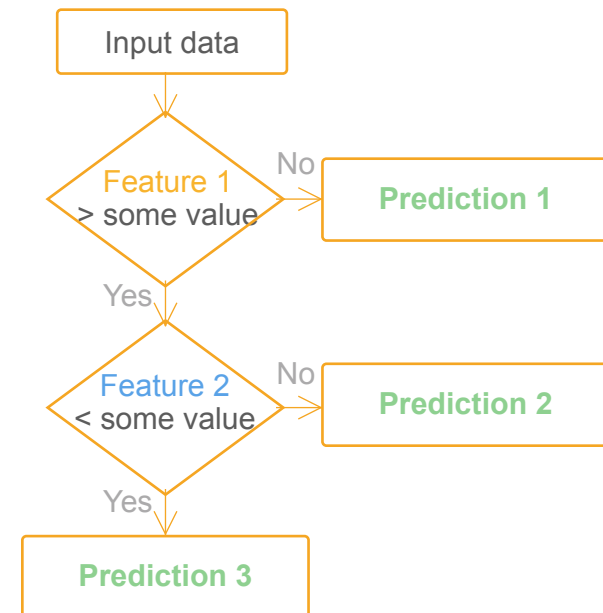 Input data
Feature 1
> some value
No
Prediction 1
Yes
Feature 2
< some value
No
Prediction 2
Yes
Prediction 3